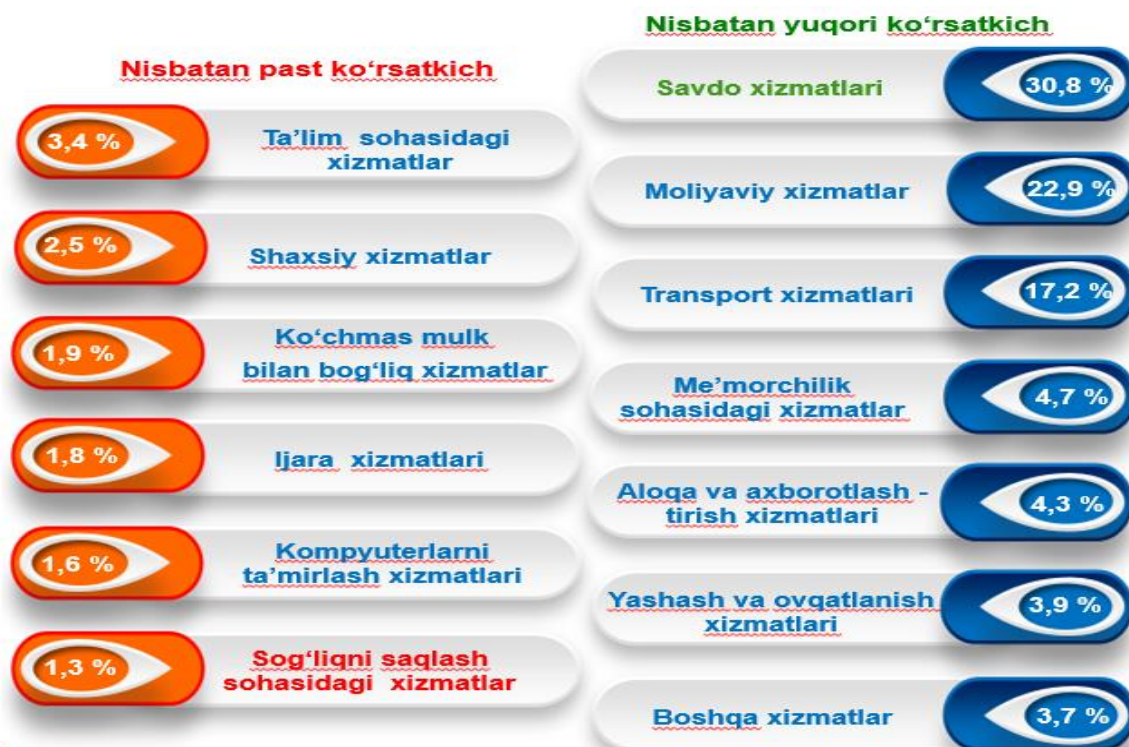 Nisbatan past ko‘rsatkich
3,4 %
Ta’lim sohasidagi
xizmatlar
2,5 %
Shaxsiy xizmatlar
1,9 %
Ko‘chmas mulk
bilan bog‘liq xizmatlar
1,8 %
Ijara xizmatlari
1,6 %
Kompyuterlarni
ta’mirlash xizmatlari
1,3 %
Sog‘liqni saqlash
sohasidagi xizmatlar
Nisbatan yuqori ko‘rsatkich
Savdo xizmatlari
30,8 %
Moliyaviy xizmatlar
22,9 %
Transport xizmatlari
17,2 %
Me’morchilik
sohasidagi xizmatlar
4,7 %
Aloqa va axborotlash -
tirish xizmatlari
4,3 %
Yashash va ovqatlanish
xizmatlari
3,9 %
Boshqa xizmatlar
3,7 %